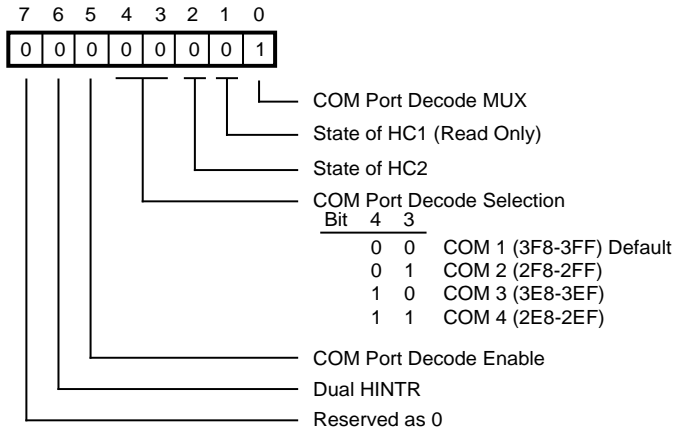 7 6 5 4 3 2 1 0
0 0 0 0 0 0 0 1
COM Port Decode MUX
State of HC1 (Read Only)
State of HC2
COM Port Decode Selection
Bit 4 3
0 0 COM 1 (3F8-3FF) Default
0 1 COM 2 (2F8-2FF)
1 0 COM 3 (3E8-3EF)
1 1 COM 4 (2E8-2EF)
COM Port Decode Enable
Dual HINTR
Reserved as 0